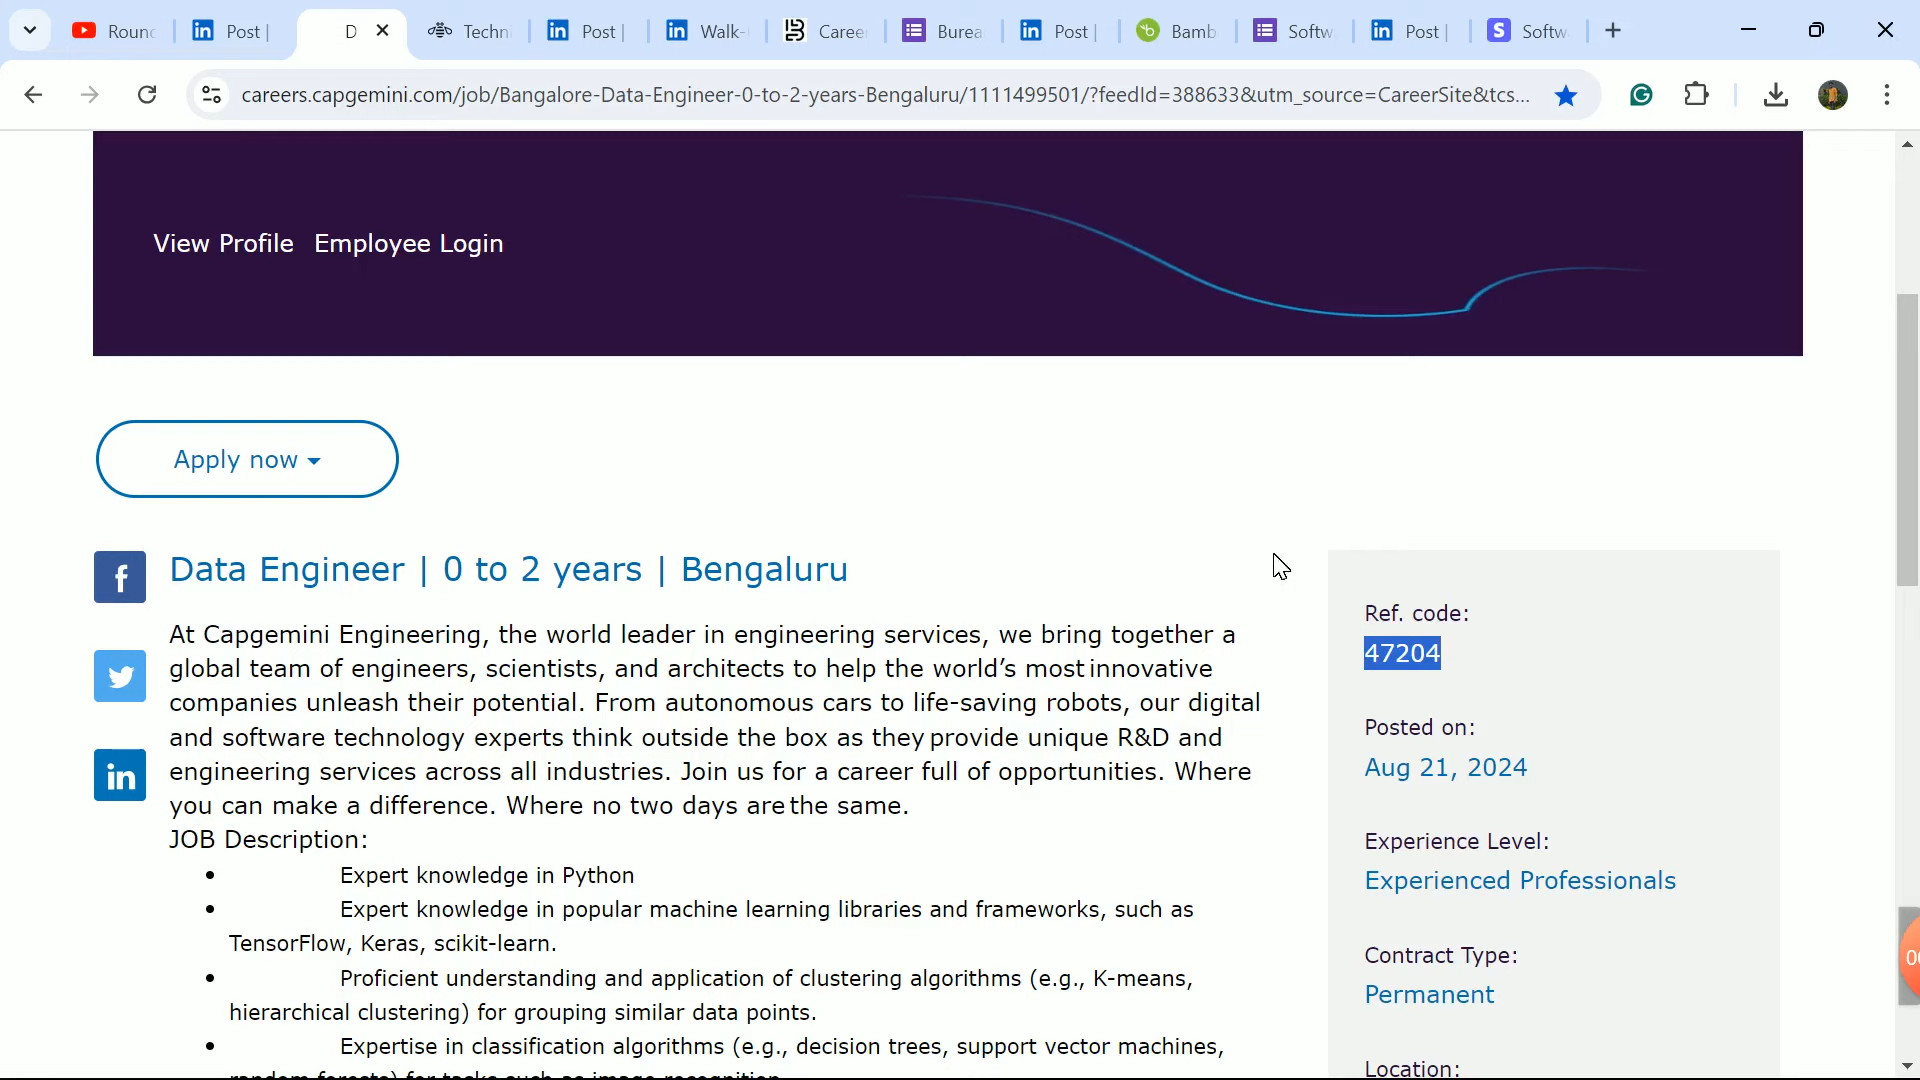 Roun
Post |
D
Techn
Post |
Walk-
Caree
Burea
Post |
Bamb
Softw
Post |
Softw
careers.capgemini.com/job/Bangalore-Data-Engineer-0-to-2-years-Bengaluru/1111499501/?feedId=388633&utm_source=CareerSite&tcs...
View Profile Employee Login
Apply now
Data Engineer | 0 to 2 years | Bengaluru
At Capgemini Engineering, the world leader in engineering services, we bring together a
global team of engineers, scientists, and architects to help the world’s most innovative
companies unleash their potential. From autonomous cars to life-saving robots, our digital
and software technology experts think outside the box as they provide unique R&D and
engineering services across all industries. Join us for a career full of opportunities. Where
you can make a difference. Where no two days are the same.
JOB Description:
• Expert knowledge in Python
• Expert knowledge in popular machine learning libraries and frameworks, such as
TensorFlow, Keras, scikit-learn.
• Proficient understanding and application of clustering algorithms (e.g., K-means,
hierarchical clustering) for grouping similar data points.
• Expertise in classification algorithms (e.g., decision trees, support vector machines,
random forests) for tasks such as image recognition
Ref. code:
47204
Posted on:
Aug 21, 2024
Experience Level:
Experienced Professionals
Contract Type:
Permanent
Location: